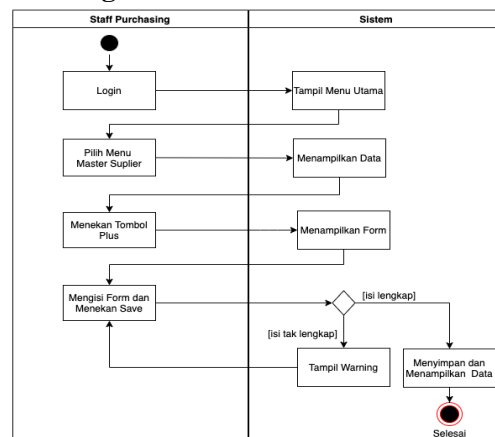 Staff Purchasing
Sistem
Login
Tampil Menu Utama
Pilih Menu
Master Suplier
Menampilkan Data
Menekan Tombol
Plus
Menampilkan Form
Mengisi Form dan
Menekan Save
[isi lengkap]
[isi tak lengkap]
Tampil Warning
Menyimpan dan
Menampilkan Data
Selesai